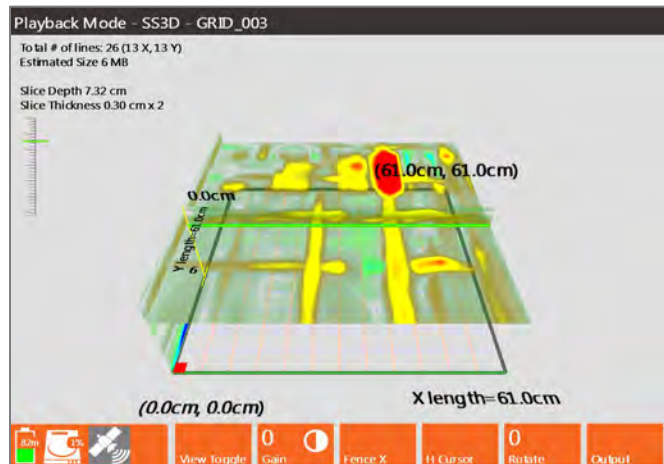 Playback Mode - SS3D - GRID_003
Total # of lines: 26 (13 X, 13 Y)
Estimated Size 6 MB
Slice Depth 7.32 cm
Slice Thickness 0.30 cm x 2
(61.0cm, 61.0cm)
0.0cm
Y length=61.0cm
(0.0cm, 0.0cm)
X length=61.0cm
82m
1%
View Toggle
0
Gain
Fence X
H Cursor
0
Rotate
Output